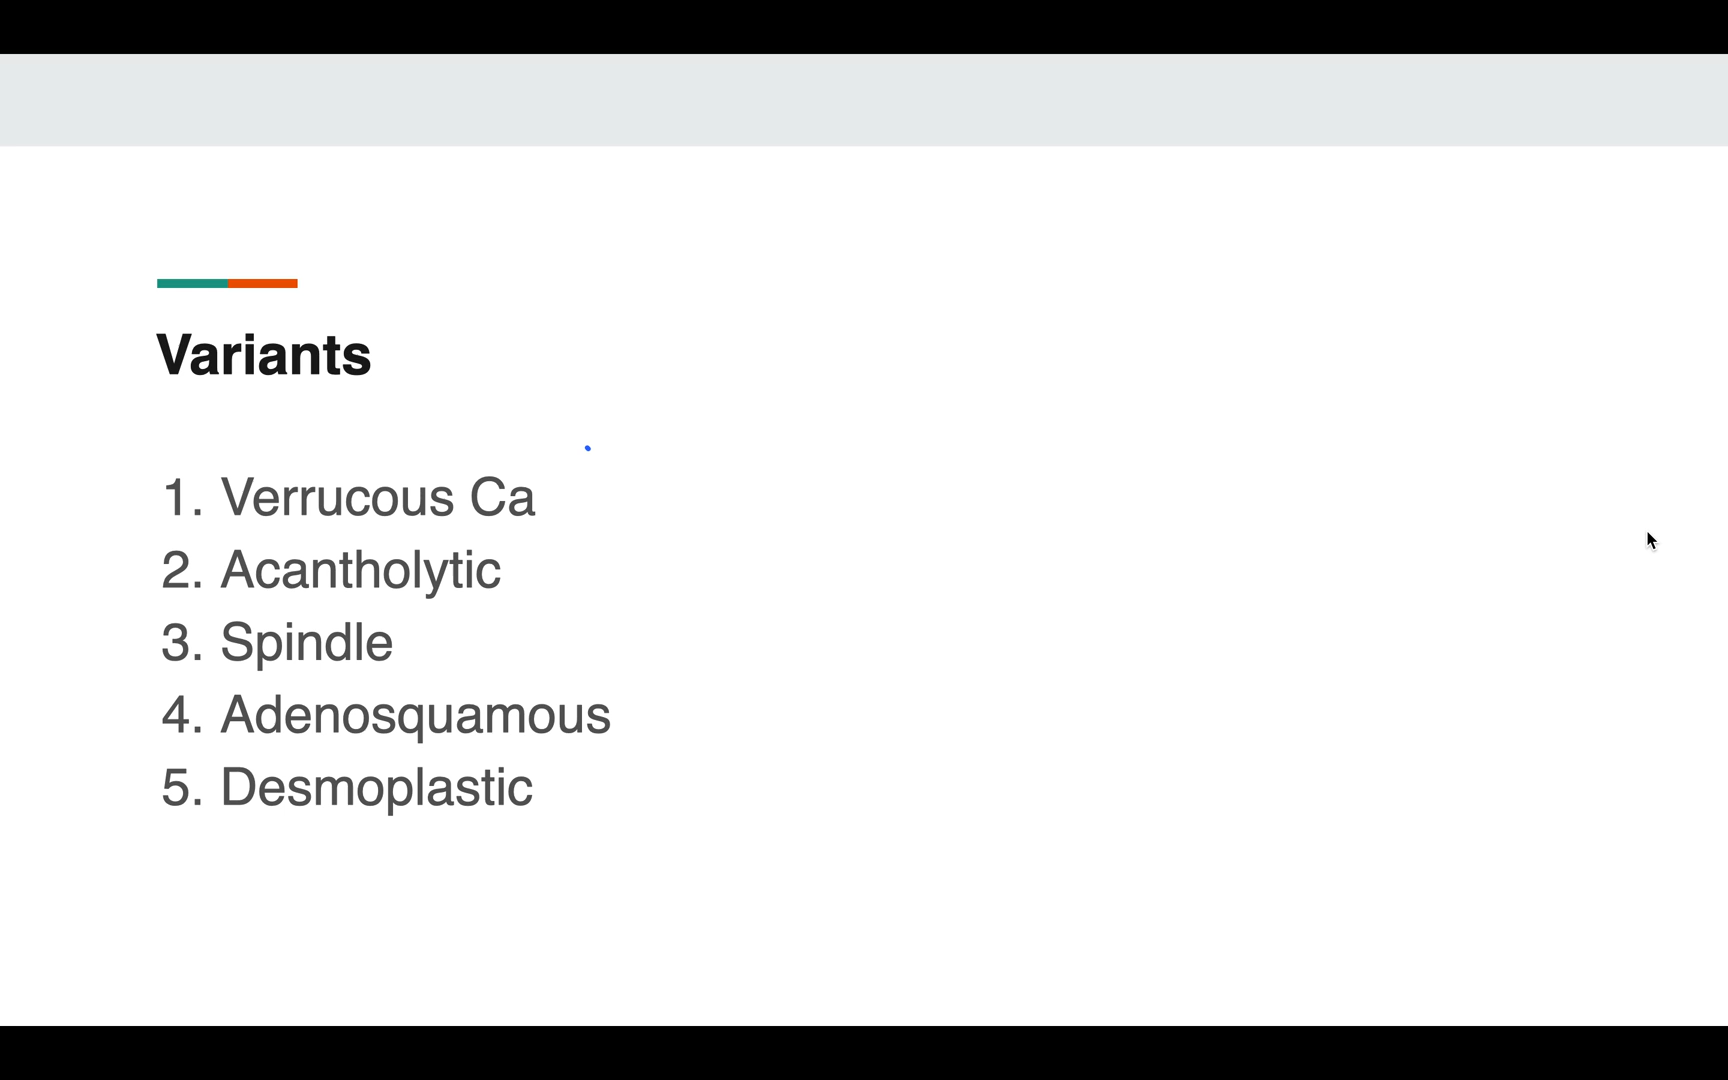 Variants
1. Verrucous Ca
2. Acantholytic
3. Spindle
4. Adenosquamous
5. Desmoplastic